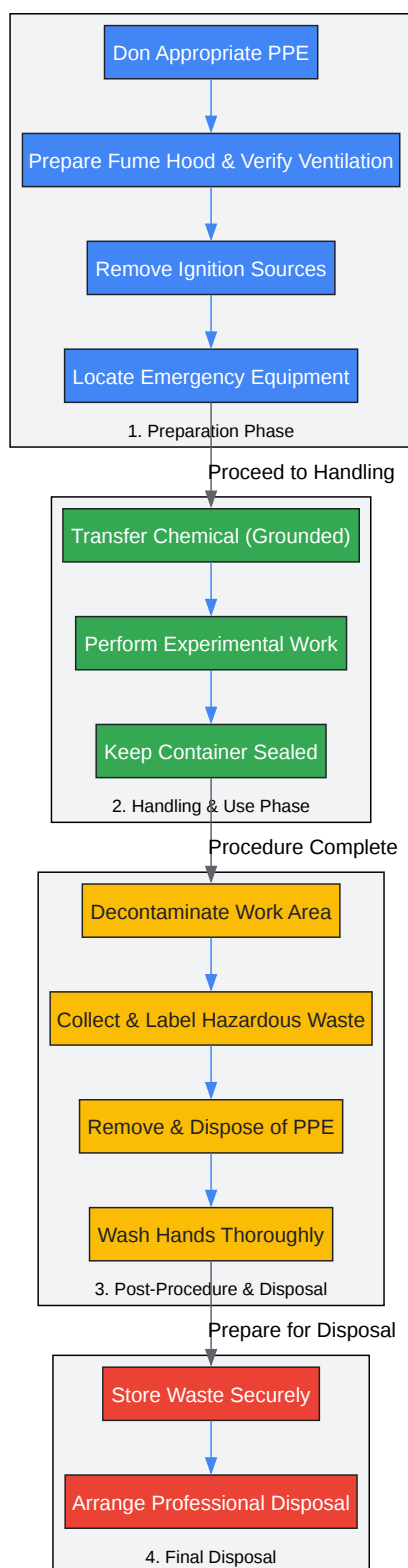 Don Appropriate PPE
Prepare Fume Hood & Verify Ventilation
Remove Ignition Sources
Locate Emergency Equipment
1. Preparation Phase
Proceed to Handling
Transfer Chemical (Grounded)
Perform Experimental Work
Keep Container Sealed
2. Handling & Use Phase
Procedure Complete
Decontaminate Work Area
Collect & Label Hazardous Waste
Remove & Dispose of PPE
Wash Hands Thoroughly
3. Post-Procedure & Disposal
Prepare for Disposal
Store Waste Securely
Arrange Professional Disposal
4. Final Disposal